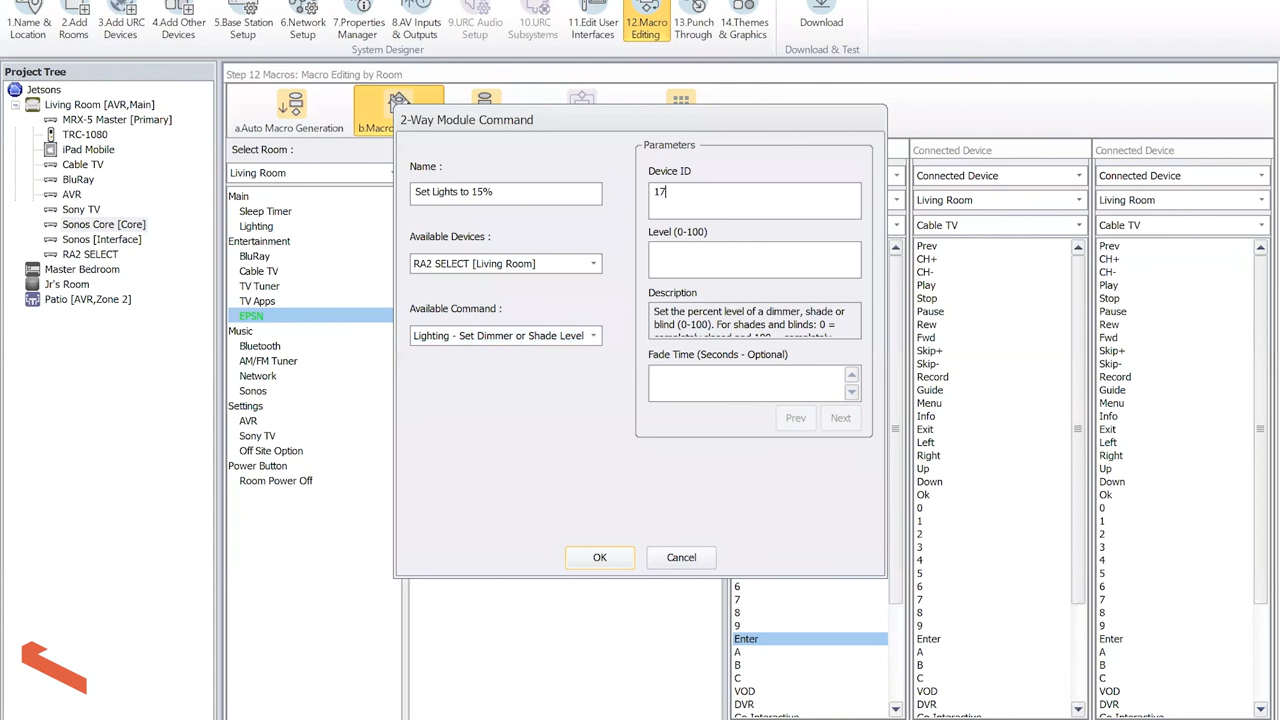 1.Name &
Location
2.Add
Rooms
3.Add URC
Devices
4.Add Other
Devices
5.Base Station
Setup
6.Network
Setup
7.Properties
Manager
8.AV Inputs
& Outputs
9.URC Audio
Setup
10.URC
Subsystems
11.Edit User
Interfaces
12.Macro
Editing
13.Punch
Through
14.Themes
& Graphics
Download
System Designer
Download & Test
Project Tree
Jetsons
Living Room [AVR,Main]
MRX-5 Master [Primary]
TRC-1080
iPad Mobile
Cable TV
BluRay
AVR
Sony TV
Sonos Core [Core]
Sonos [Interface]
RA2 SELECT
Master Bedroom
Jr's Room
Patio [AVR,Zone 2]
Step 12 Macros: Macro Editing by Room
a.Auto Macro Generation
Select Room :
Living Room
Main
Sleep Timer
Lighting
Entertainment
BluRay
Cable TV
TV Tuner
TV Apps
EPSN
Music
Bluetooth
AM/FM Tuner
Network
Sonos
Settings
AVR
Sony TV
Off Site Option
Power Button
Room Power Off
2-Way Module Command
Name :
Set Lights to 15%
Available Devices :
RA2 SELECT [Living Room]
Available Command :
Lighting - Set Dimmer or Shade Level
Parameters
Device ID
17
Level (0-100)
Description
Set the percent level of a dimmer, shade or
blind (0-100). For shades and blinds: 0 =
Fade Time (Seconds - Optional)
Prev
Next
OK
Cancel
6
7
8
9
Enter
A
B
C
VOD
DVR
Connected Device
Connected Device
Living Room
Cable TV
Prev
CH+
CH-
Play
Stop
Pause
Rew
Fwd
Skip+
Skip-
Record
Guide
Menu
Info
Exit
Left
Right
Up
Down
Ok
0
1
2
3
4
5
6
7
8
9
Enter
A
B
C
VOD
DVR
Connected Device
Connected Device
Living Room
Cable TV
Prev
CH+
CH-
Play
Stop
Pause
Rew
Fwd
Skip+
Skip-
Record
Guide
Menu
Info
Exit
Left
Right
Up
Down
Ok
0
1
2
3
4
5
6
7
8
9
Enter
A
B
C
VOD
DVR